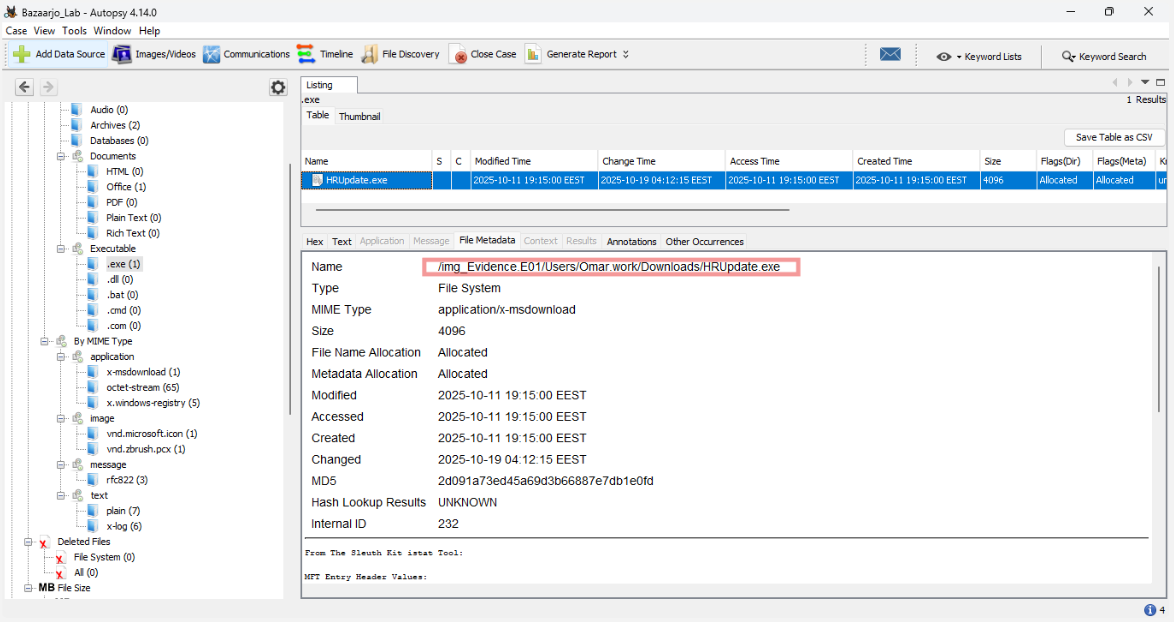 Bazaarjo_Lab - Autopsy 4.14.0
Case View Tools Window Help
Add Data Source Images/Videos Communications Timeline File Discovery Close Case Generate Report Keyword Lists Keyword Search
Audio (0)
Archives (2)
Databases (0)
Documents
HTML (0)
Office (1)
PDF (0)
Plain Text (0)
Rich Text (0)
Executable
.exe (1)
.dll (0)
.bat (0)
.cmd (0)
.com (0)
By MIME Type
application
x-msdownload (1)
octet-stream (65)
x.windows-registry (5)
image
vnd.microsoft.icon (1)
vnd.zbrush.pcx (1)
message
rfc822 (3)
text
plain (7)
x-log (6)
Deleted Files
File System (0)
All (0)
MB File Size
Listing
.exe
1 Results
Table Thumbnail
Save Table as CSV
Name S C Modified Time Change Time Access Time Created Time Size Flags(Dir) Flags(Meta)
HRUpdate.exe 2025-10-11 19:15:00 EEST 2025-10-19 04:12:15 EEST 2025-10-11 19:15:00 EEST 2025-10-11 19:15:00 EEST 4096 Allocated Allocated
Hex Text Application Message File Metadata Context Results Annotations Other Occurrences
Name /img_Evidence.E01/Users/Omar.work/Downloads/HRUpdate.exe
Type File System
MIME Type application/x-msdownload
Size 4096
File Name Allocation Allocated
Metadata Allocation Allocated
Modified 2025-10-11 19:15:00 EEST
Accessed 2025-10-11 19:15:00 EEST
Created 2025-10-11 19:15:00 EEST
Changed 2025-10-19 04:12:15 EEST
MD5 2d091a73ed45a69d3b66887e7db1e0fd
Hash Lookup Results UNKNOWN
Internal ID 232
From The Sleuth Kit istat Tool:
MFT Entry Header Values:
4